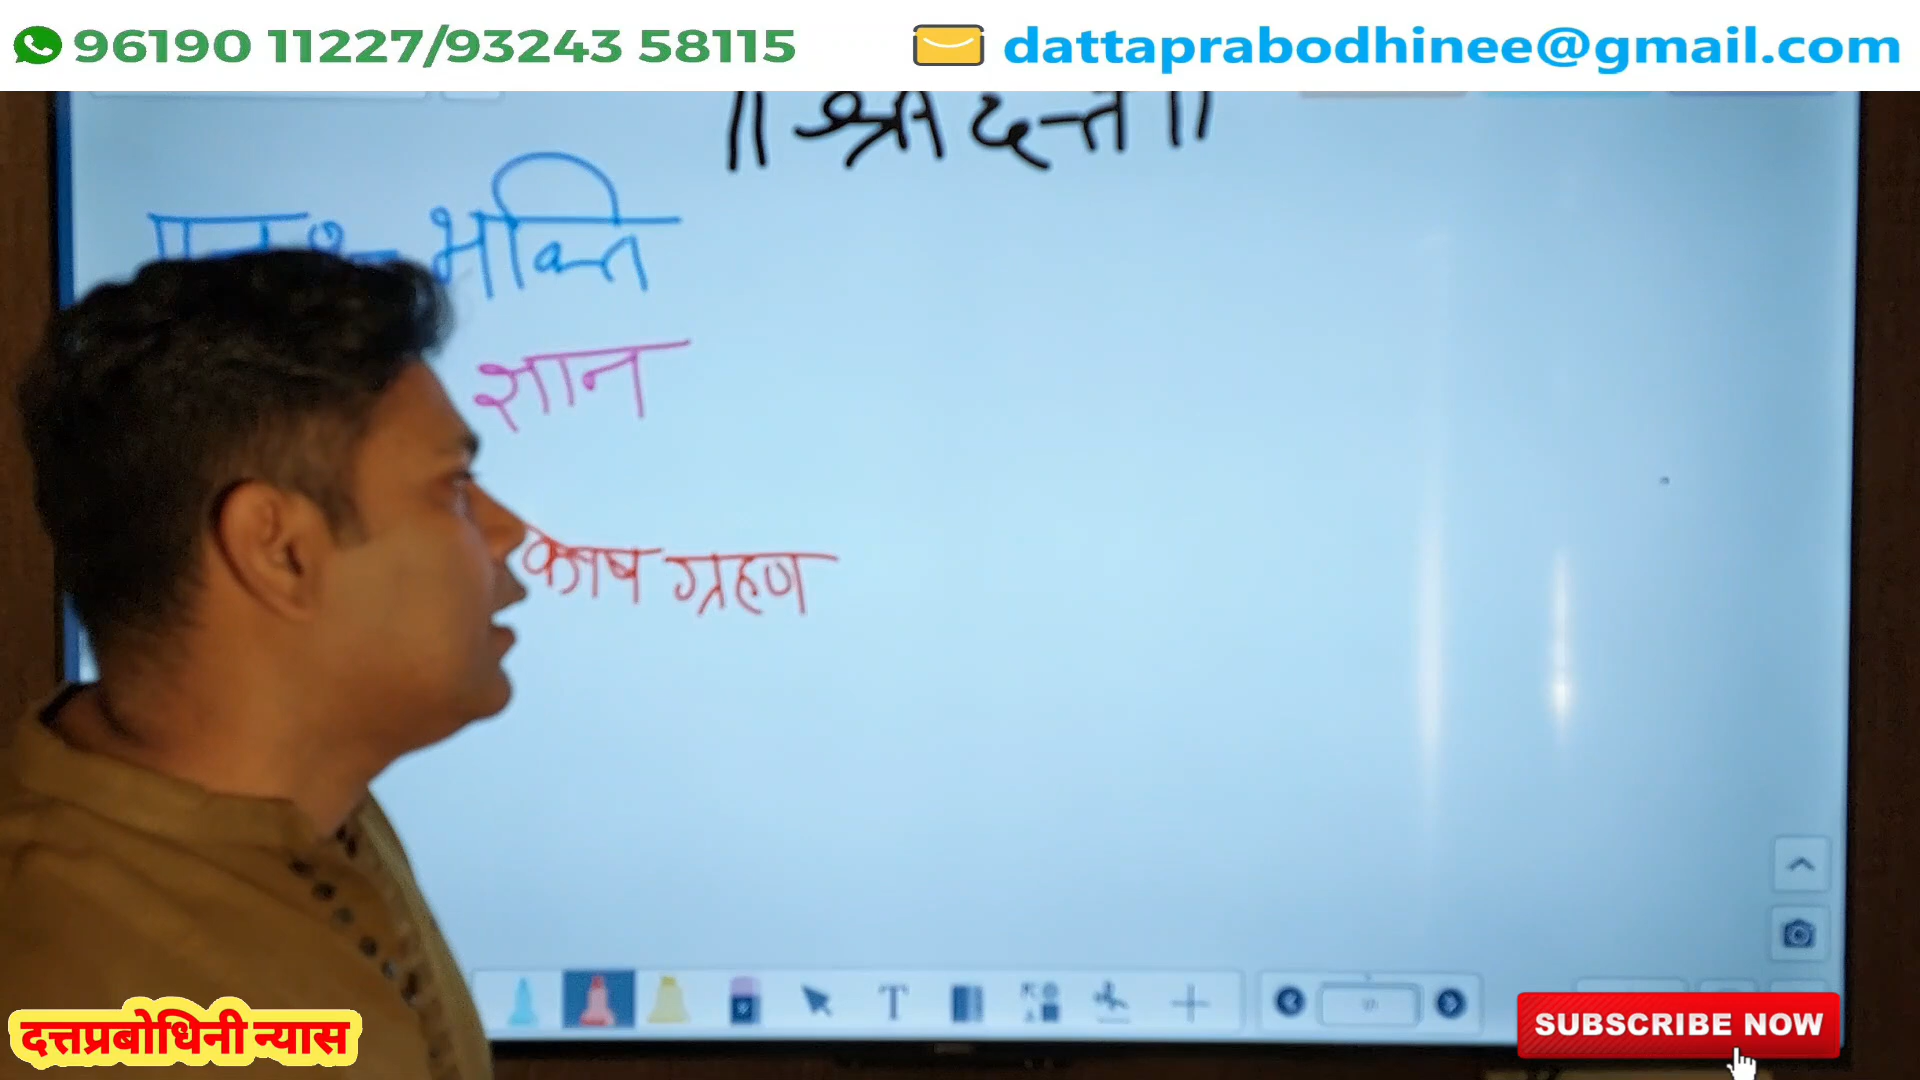 96190 11227/93243 58115 dattaprabodhinee@gmail.com
॥ श्री दत्त ॥
भक्ति
ज्ञान
ग्रहण
T
दत्तप्रबोधिनी न्यास
SUBSCRIBE NOW